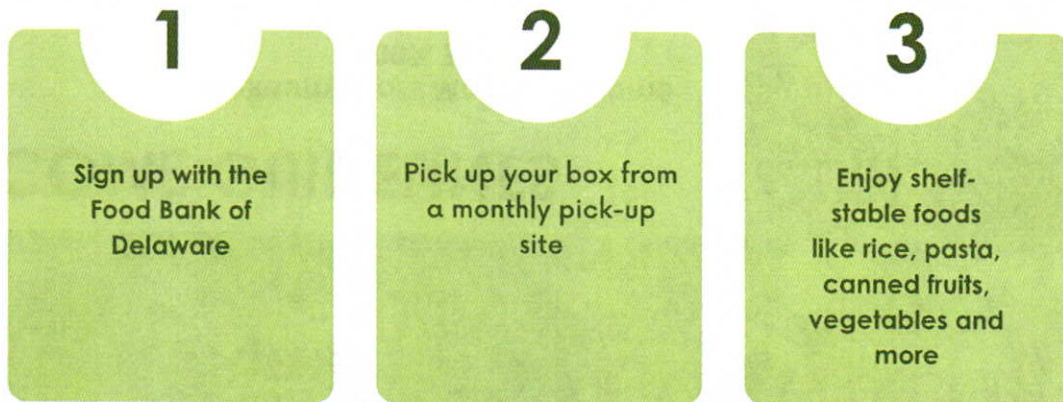 1
Sign up with the
Food Bank of
Delaware
2
Pick up your box from
a monthly pick-up
site
3
Enjoy shelf-
stable foods
like rice, pasta,
canned fruits,
vegetables and
more